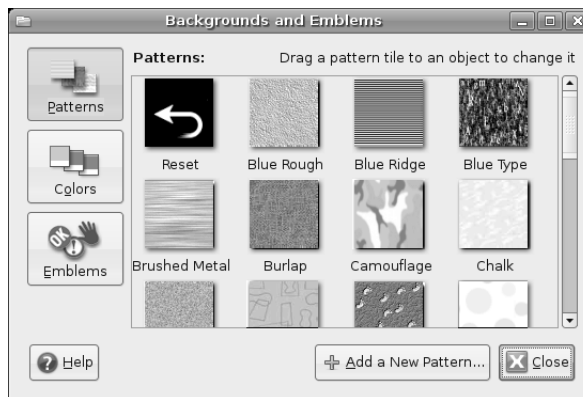 Backgrounds and Emblems
Patterns: Drag a pattern tile to an object to change it
Patterns
Colors
Emblems
Reset Blue Rough Blue Ridge Blue Type
Brushed Metal Burlap Camouflage Chalk
OK
!
? Help
Add a New Pattern...
Close